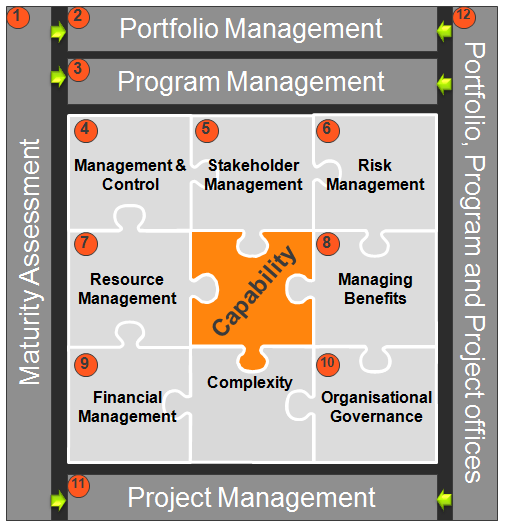 1
Maturity Assessment
2
Portfolio Management
3
Program Management
4
Management &
Control
5
Stakeholder
Management
6
Risk
Management
7
Resource
Management
Capability
8
Managing
Benefits
9
Financial
Management
Complexity
10
Organisational
Governance
11
Project Management
12
Portfolio, Program and Project offices